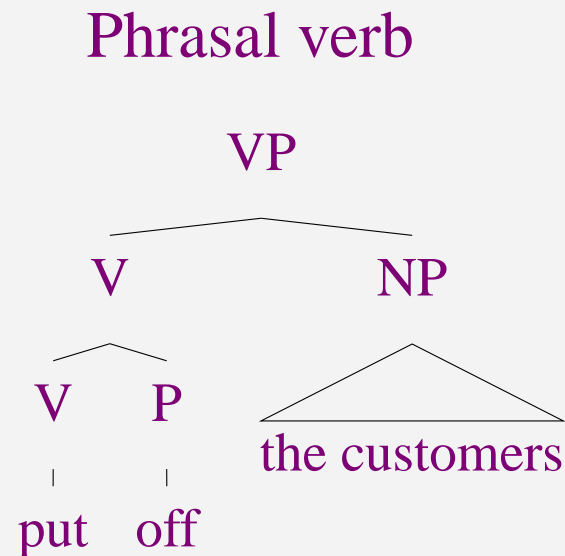 Phrasal verb
VP
V NP
V P
the customers
put off